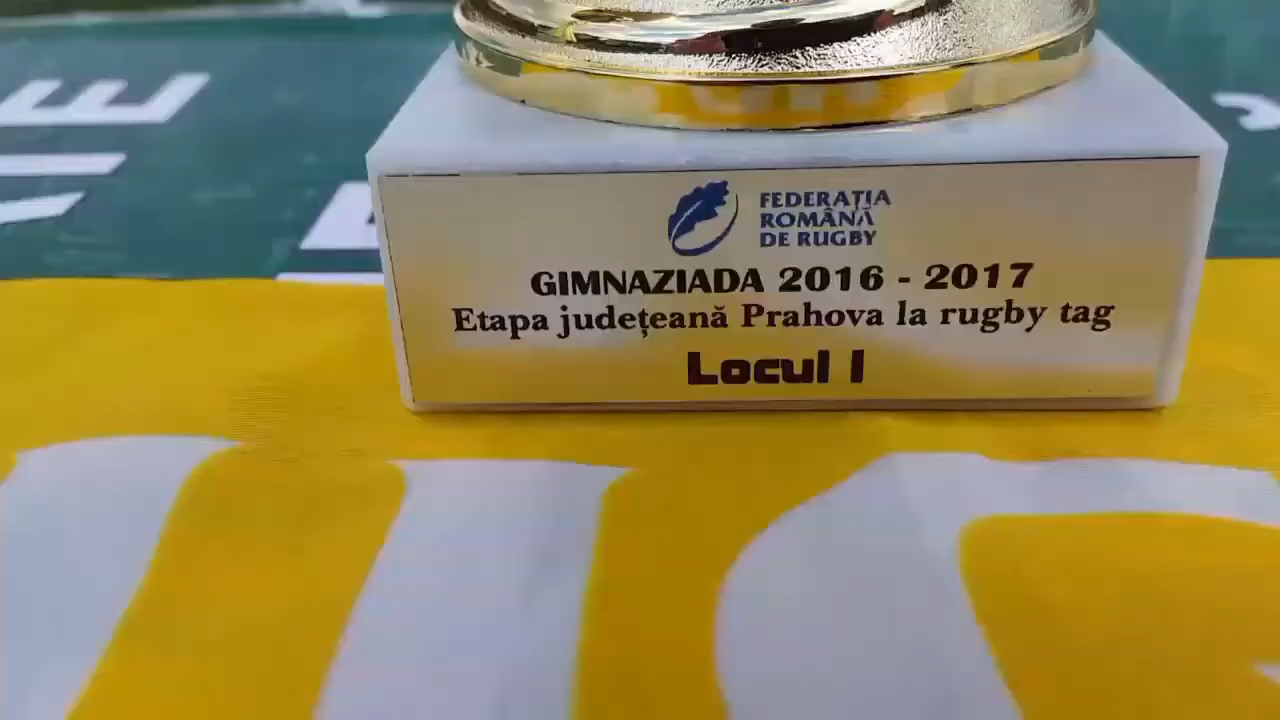 FEDERAȚIA
ROMÂNĂ
DE RUGBY
GIMNAZIADA 2016 - 2017
Etapa județeană Prahova la rugby tag
Locul I